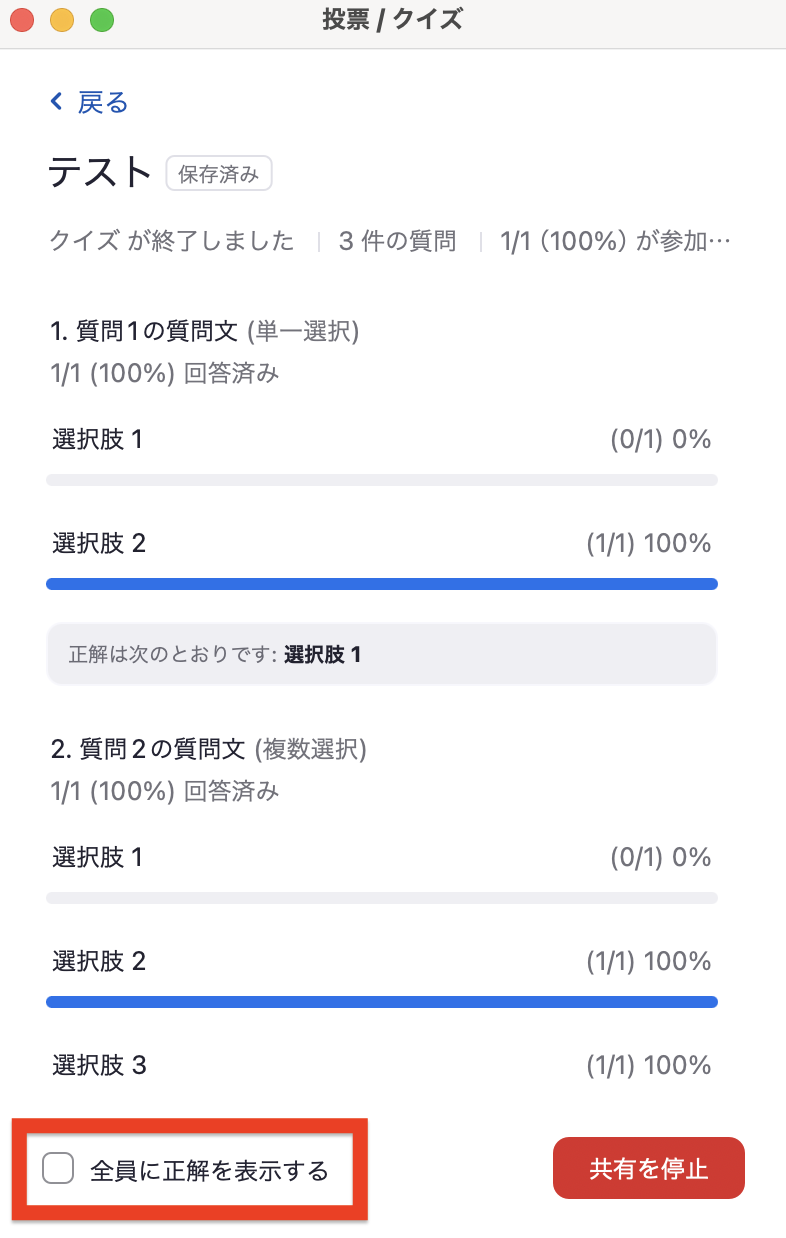 投票 / クイズ
戻る
テスト 保存済み
クイズ が終了しました 3 件の質問 1/1（100%）が参加…
1. 質問1の質問文 (単一選択)
1/1 (100%) 回答済み
選択肢 1 (0/1) 0%
選択肢 2 (1/1) 100%
正解は次のとおりです: 選択肢 1
2. 質問2の質問文 (複数選択)
1/1 (100%) 回答済み
選択肢 1 (0/1) 0%
選択肢 2 (1/1) 100%
選択肢 3 (1/1) 100%
全員に正解を表示する 共有を停止